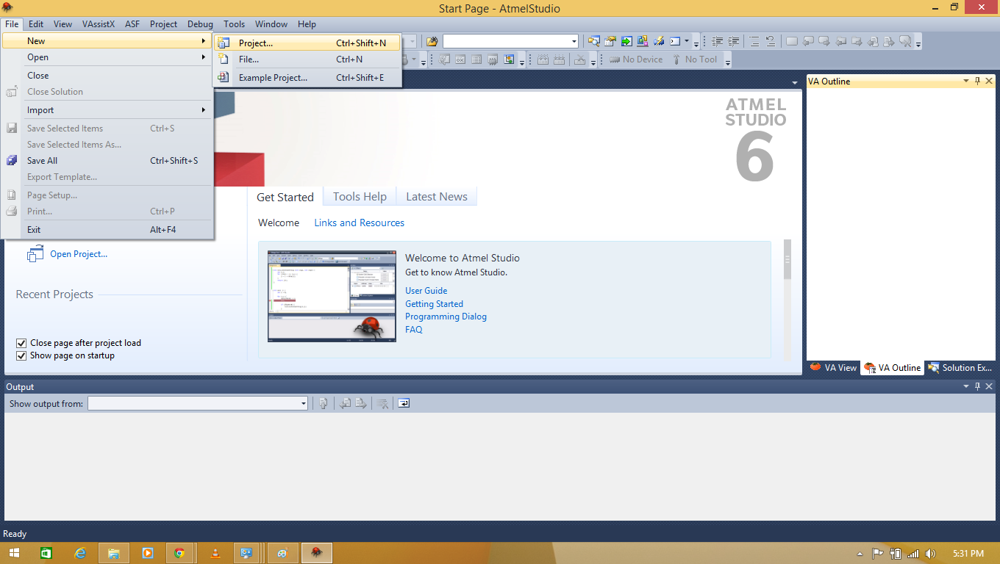 Start Page - AtmelStudio
File Edit View VAssistX ASF Project Debug Tools Window Help
New
Open
Close
Close Solution
Import
Save Selected Items Ctrl+S
Save Selected Items As...
Save All Ctrl+Shift+S
Export Template...
Page Setup...
Print... Ctrl+P
Exit Alt+F4
Project... Ctrl+Shift+N
File... Ctrl+N
Example Project... Ctrl+Shift+E
No Device No Tool
ATMEL
STUDIO
6
Open Project...
Recent Projects
Close page after project load
Show page on startup
Get Started Tools Help Latest News
Welcome Links and Resources
Welcome to Atmel Studio
Get to know Atmel Studio.
User Guide
Getting Started
Programming Dialog
FAQ
VA Outline
VA View VA Outline Solution Ex...
Output
Show output from:
Ready
5:31 PM